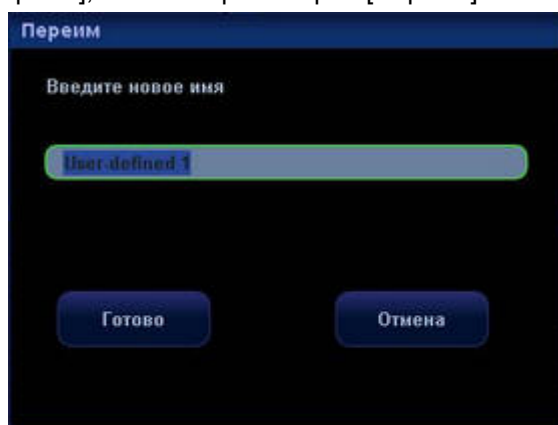 Переим
Введите новое имя
User-defined 1
Готово
Отмена